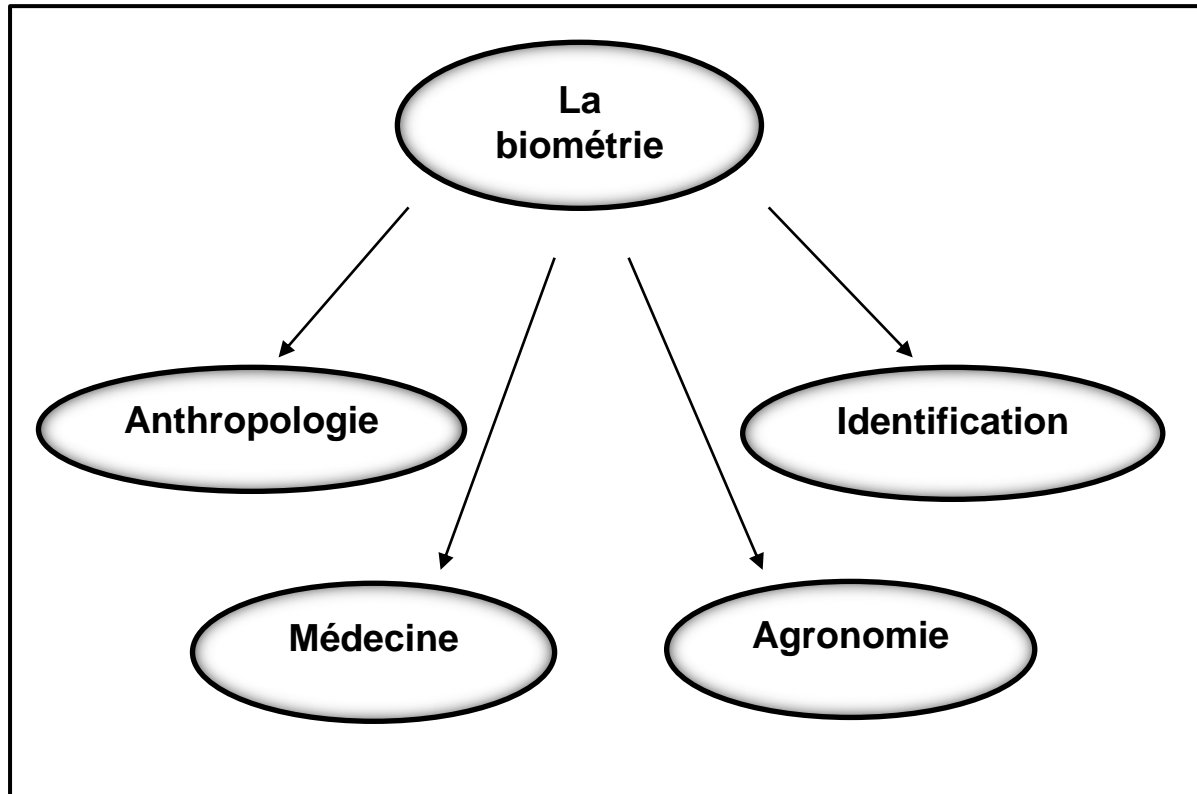 La
biométrie
Anthropologie
Identification
Médecine
Agronomie